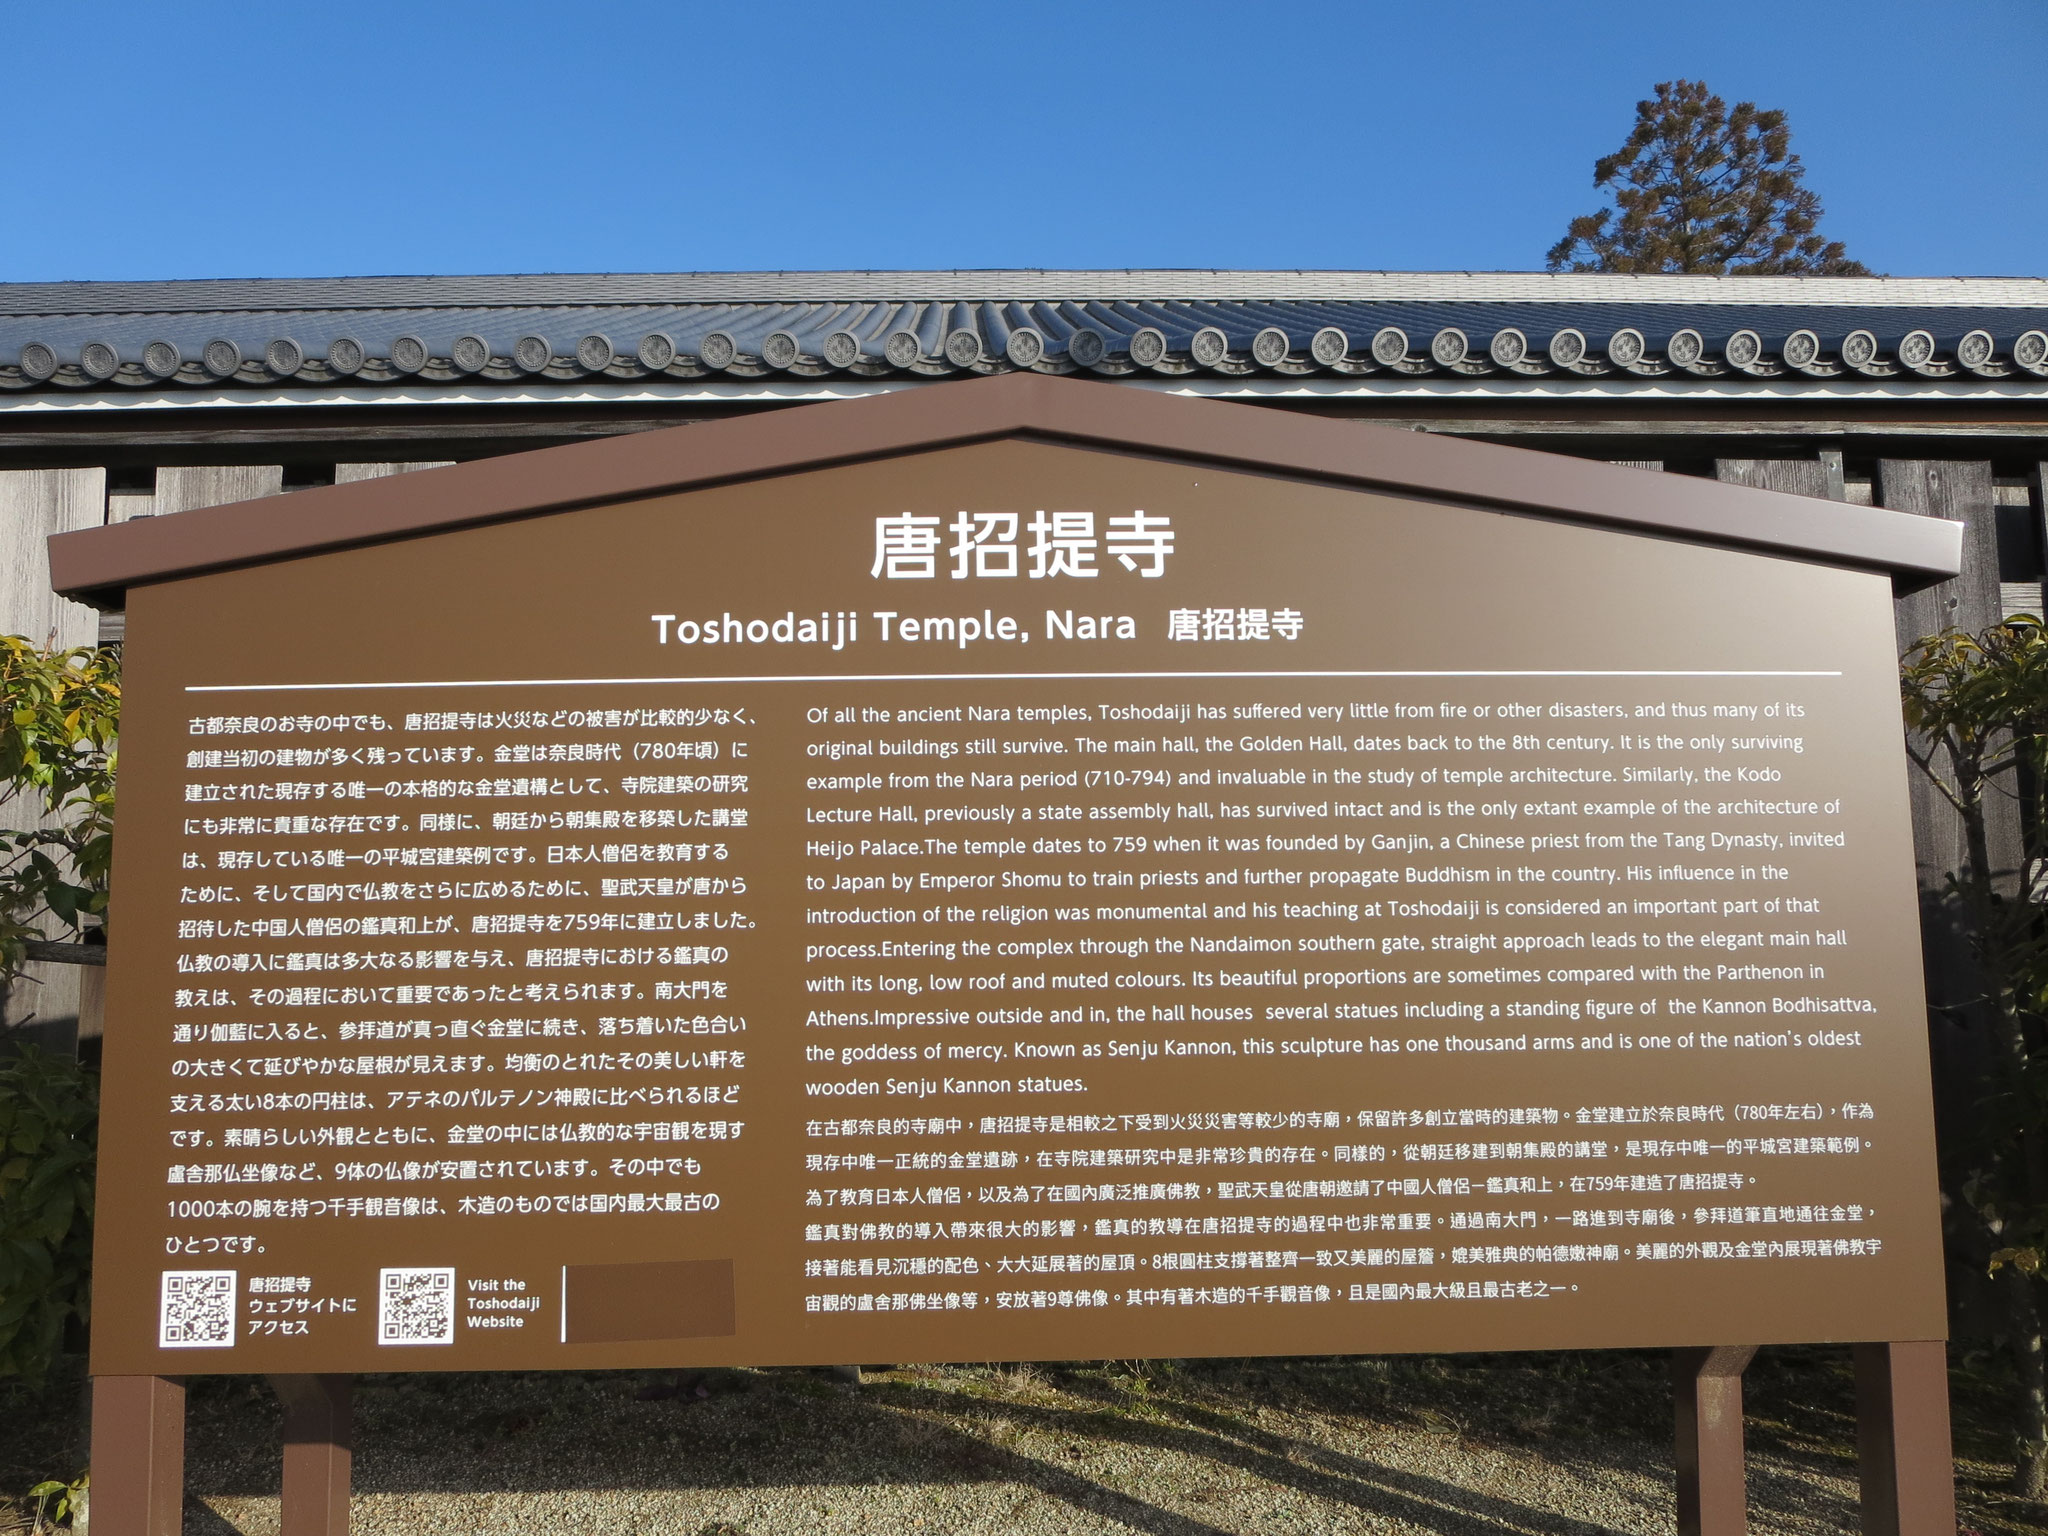 唐招提寺
Toshodaiji Temple, Nara 唐招提寺
古都奈良のお寺の中でも、唐招提寺は火災などの被害が比較的少なく、
創建当初の建物が多く残っています。金堂は奈良時代（780年頃）に
建立された現存する唯一の本格的な金堂遺構として、寺院建築の研究
にも非常に貴重な存在です。同様に、朝廷から朝集殿を移築した講堂
は、現存している唯一の平城宮建築例です。日本人僧侶を教育する
ために、そして国内で仏教をさらに広めるために、聖武天皇が唐から
招待した中国人僧侶の鑑真和上が、唐招提寺を759年に建立しました。
仏教の導入に鑑真は多大なる影響を与え、唐招提寺における鑑真の
教えは、その過程において重要であったと考えられます。南大門を
通り伽藍に入ると、参拝道が真っ直ぐ金堂に続き、落ち着いた色合い
の大きくて延びやかな屋根が見えます。均衡のとれたその美しい軒を
支える太い8本の円柱は、アテネのパルテノン神殿に比べられるほど
です。素晴らしい外観とともに、金堂の中には仏教的な宇宙観を現す
盧舎那仏坐像など、9体の仏像が安置されています。その中でも
1000本の腕を持つ千手観音像は、木造のものでは国内最大最古の
ひとつです。
唐招提寺
ウェブサイトに
アクセス
Visit the
Toshodaiji
Website
Of all the ancient Nara temples, Toshodaiji has suffered very little from fire or other disasters, and thus many of its
original buildings still survive. The main hall, the Golden Hall, dates back to the 8th century. It is the only surviving
example from the Nara period (710-794) and invaluable in the study of temple architecture. Similarly, the Kodo
Lecture Hall, previously a state assembly hall, has survived intact and is the only extant example of the architecture of
Heijo Palace.The temple dates to 759 when it was founded by Ganjin, a Chinese priest from the Tang Dynasty, invited
to Japan by Emperor Shomu to train priests and further propagate Buddhism in the country. His influence in the
introduction of the religion was monumental and his teaching at Toshodaiji is considered an important part of that
process.Entering the complex through the Nandaimon southern gate, straight approach leads to the elegant main hall
with its long, low roof and muted colours. Its beautiful proportions are sometimes compared with the Parthenon in
Athens.Impressive outside and in, the hall houses several statues including a standing figure of the Kannon Bodhisattva,
the goddess of mercy. Known as Senju Kannon, this sculpture has one thousand arms and is one of the nation's oldest
wooden Senju Kannon statues.
在古都奈良的寺廟中，唐招提寺是相較之下受到火災災害等較少的寺廟，保留許多創立當時的建築物。金堂建立於奈良時代（780年左右），作為
現存中唯一正統的金堂遺跡，在寺院建築研究中是非常珍貴的存在。同樣的，從朝廷移建到朝集殿的講堂，是現存中唯一的平城宮建築範例。
為了教育日本人僧侶，以及為了在國內廣泛推廣佛教，聖武天皇從唐朝邀請了中國人僧侶－鑑真和上，在759年建造了唐招提寺。
鑑真對佛教的導入帶來很大的影響，鑑真的教導在唐招提寺的過程中也非常重要。通過南大門，一路進到寺廟後，參拜道筆直地通往金堂，
接著能看見沉穩的配色、大大延展著的屋頂。8根圓柱支撐著整齊一致又美麗的屋簷，媲美雅典的帕德嫩神廟。美麗的外觀及金堂內展現著佛教宇
宙觀的盧舍那佛坐像等，安放著9尊佛像。其中有著木造的千手觀音像，且是國內最大級且最古老之一。